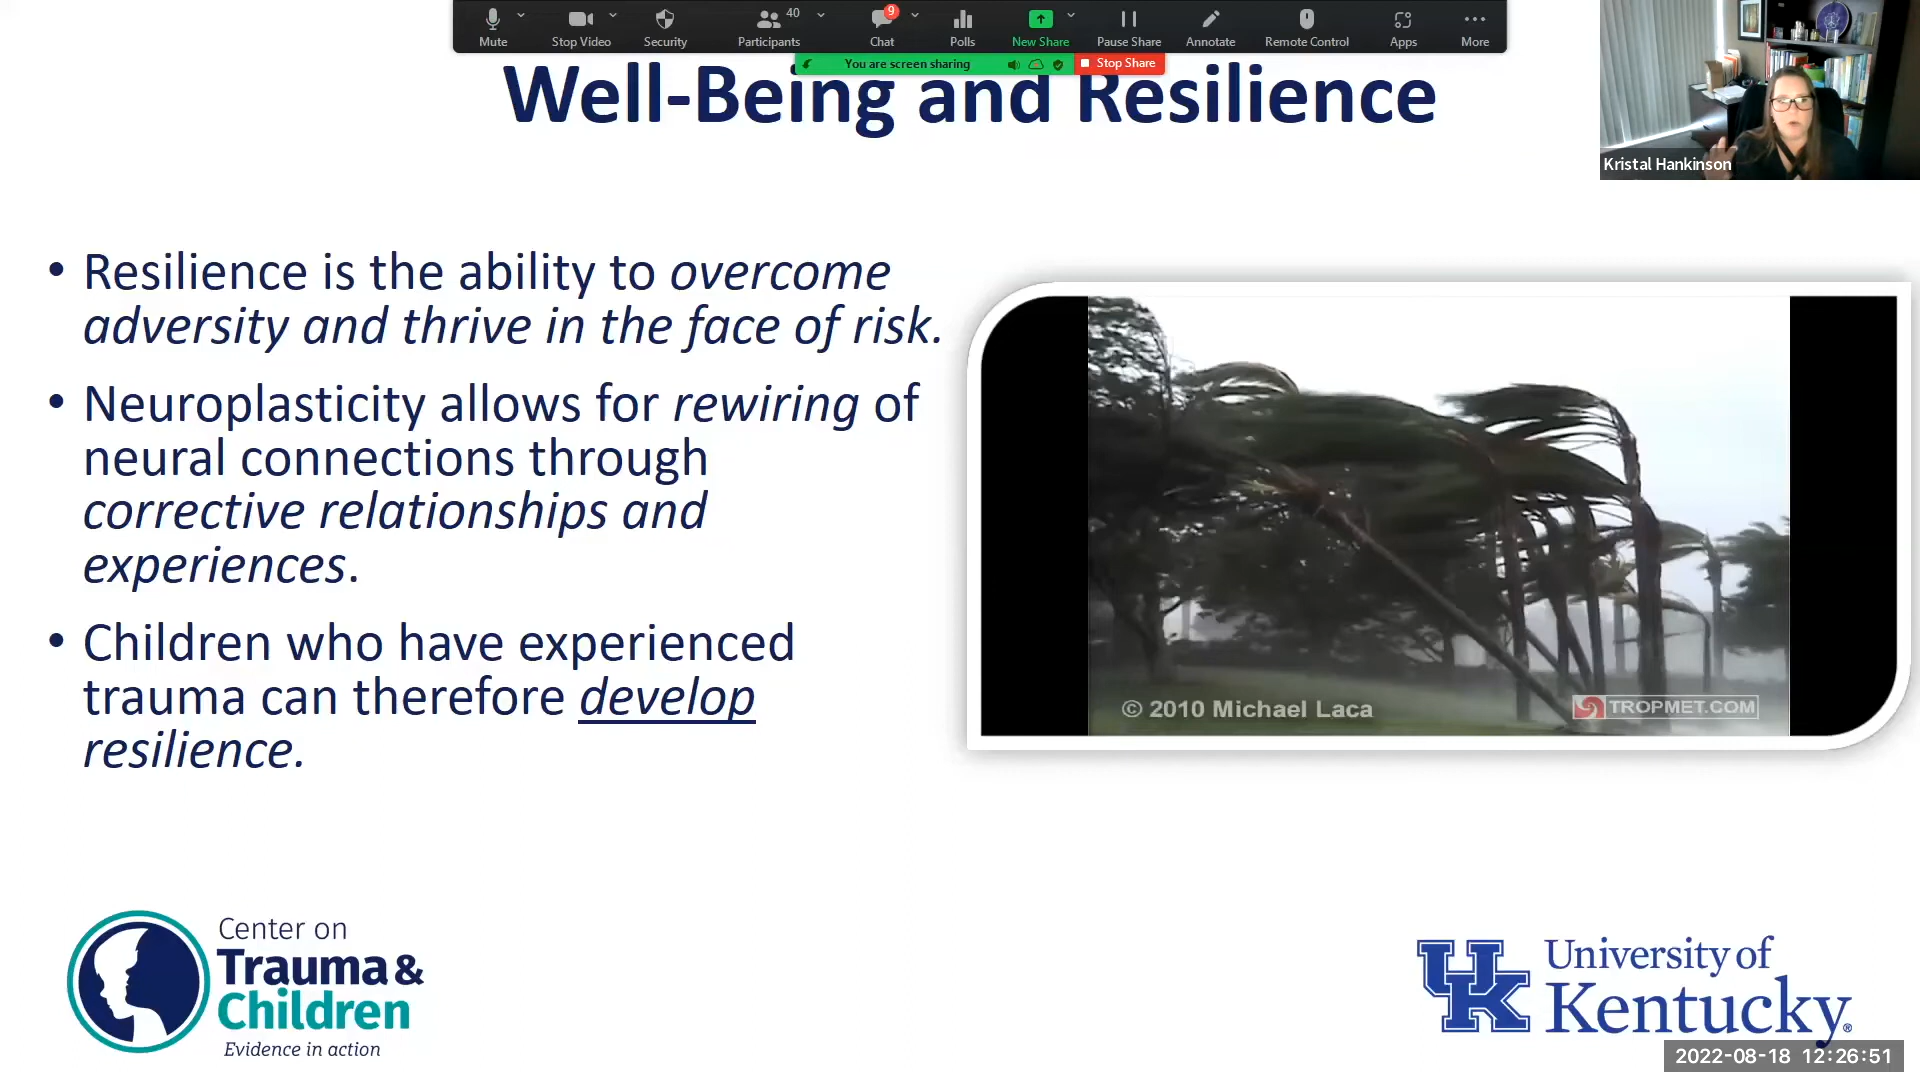 40
9
Mute
Stop Video
Security
Participants
Chat
Polls
New Share
Pause Share
Annotate
Remote Control
Apps
More
You are screen sharing
Stop Share
Well-Being and Resilience
Kristal Hankinson
• Resilience is the ability to overcome
adversity and thrive in the face of risk.
• Neuroplasticity allows for rewiring of
neural connections through
corrective relationships and
experiences.
• Children who have experienced
trauma can therefore develop
resilience.
© 2010 Michael Laca
TROPMET.COM
Center on
Trauma &
Children
Evidence in action
UK
University of
Kentucky®
2022-08-18 12:26:51